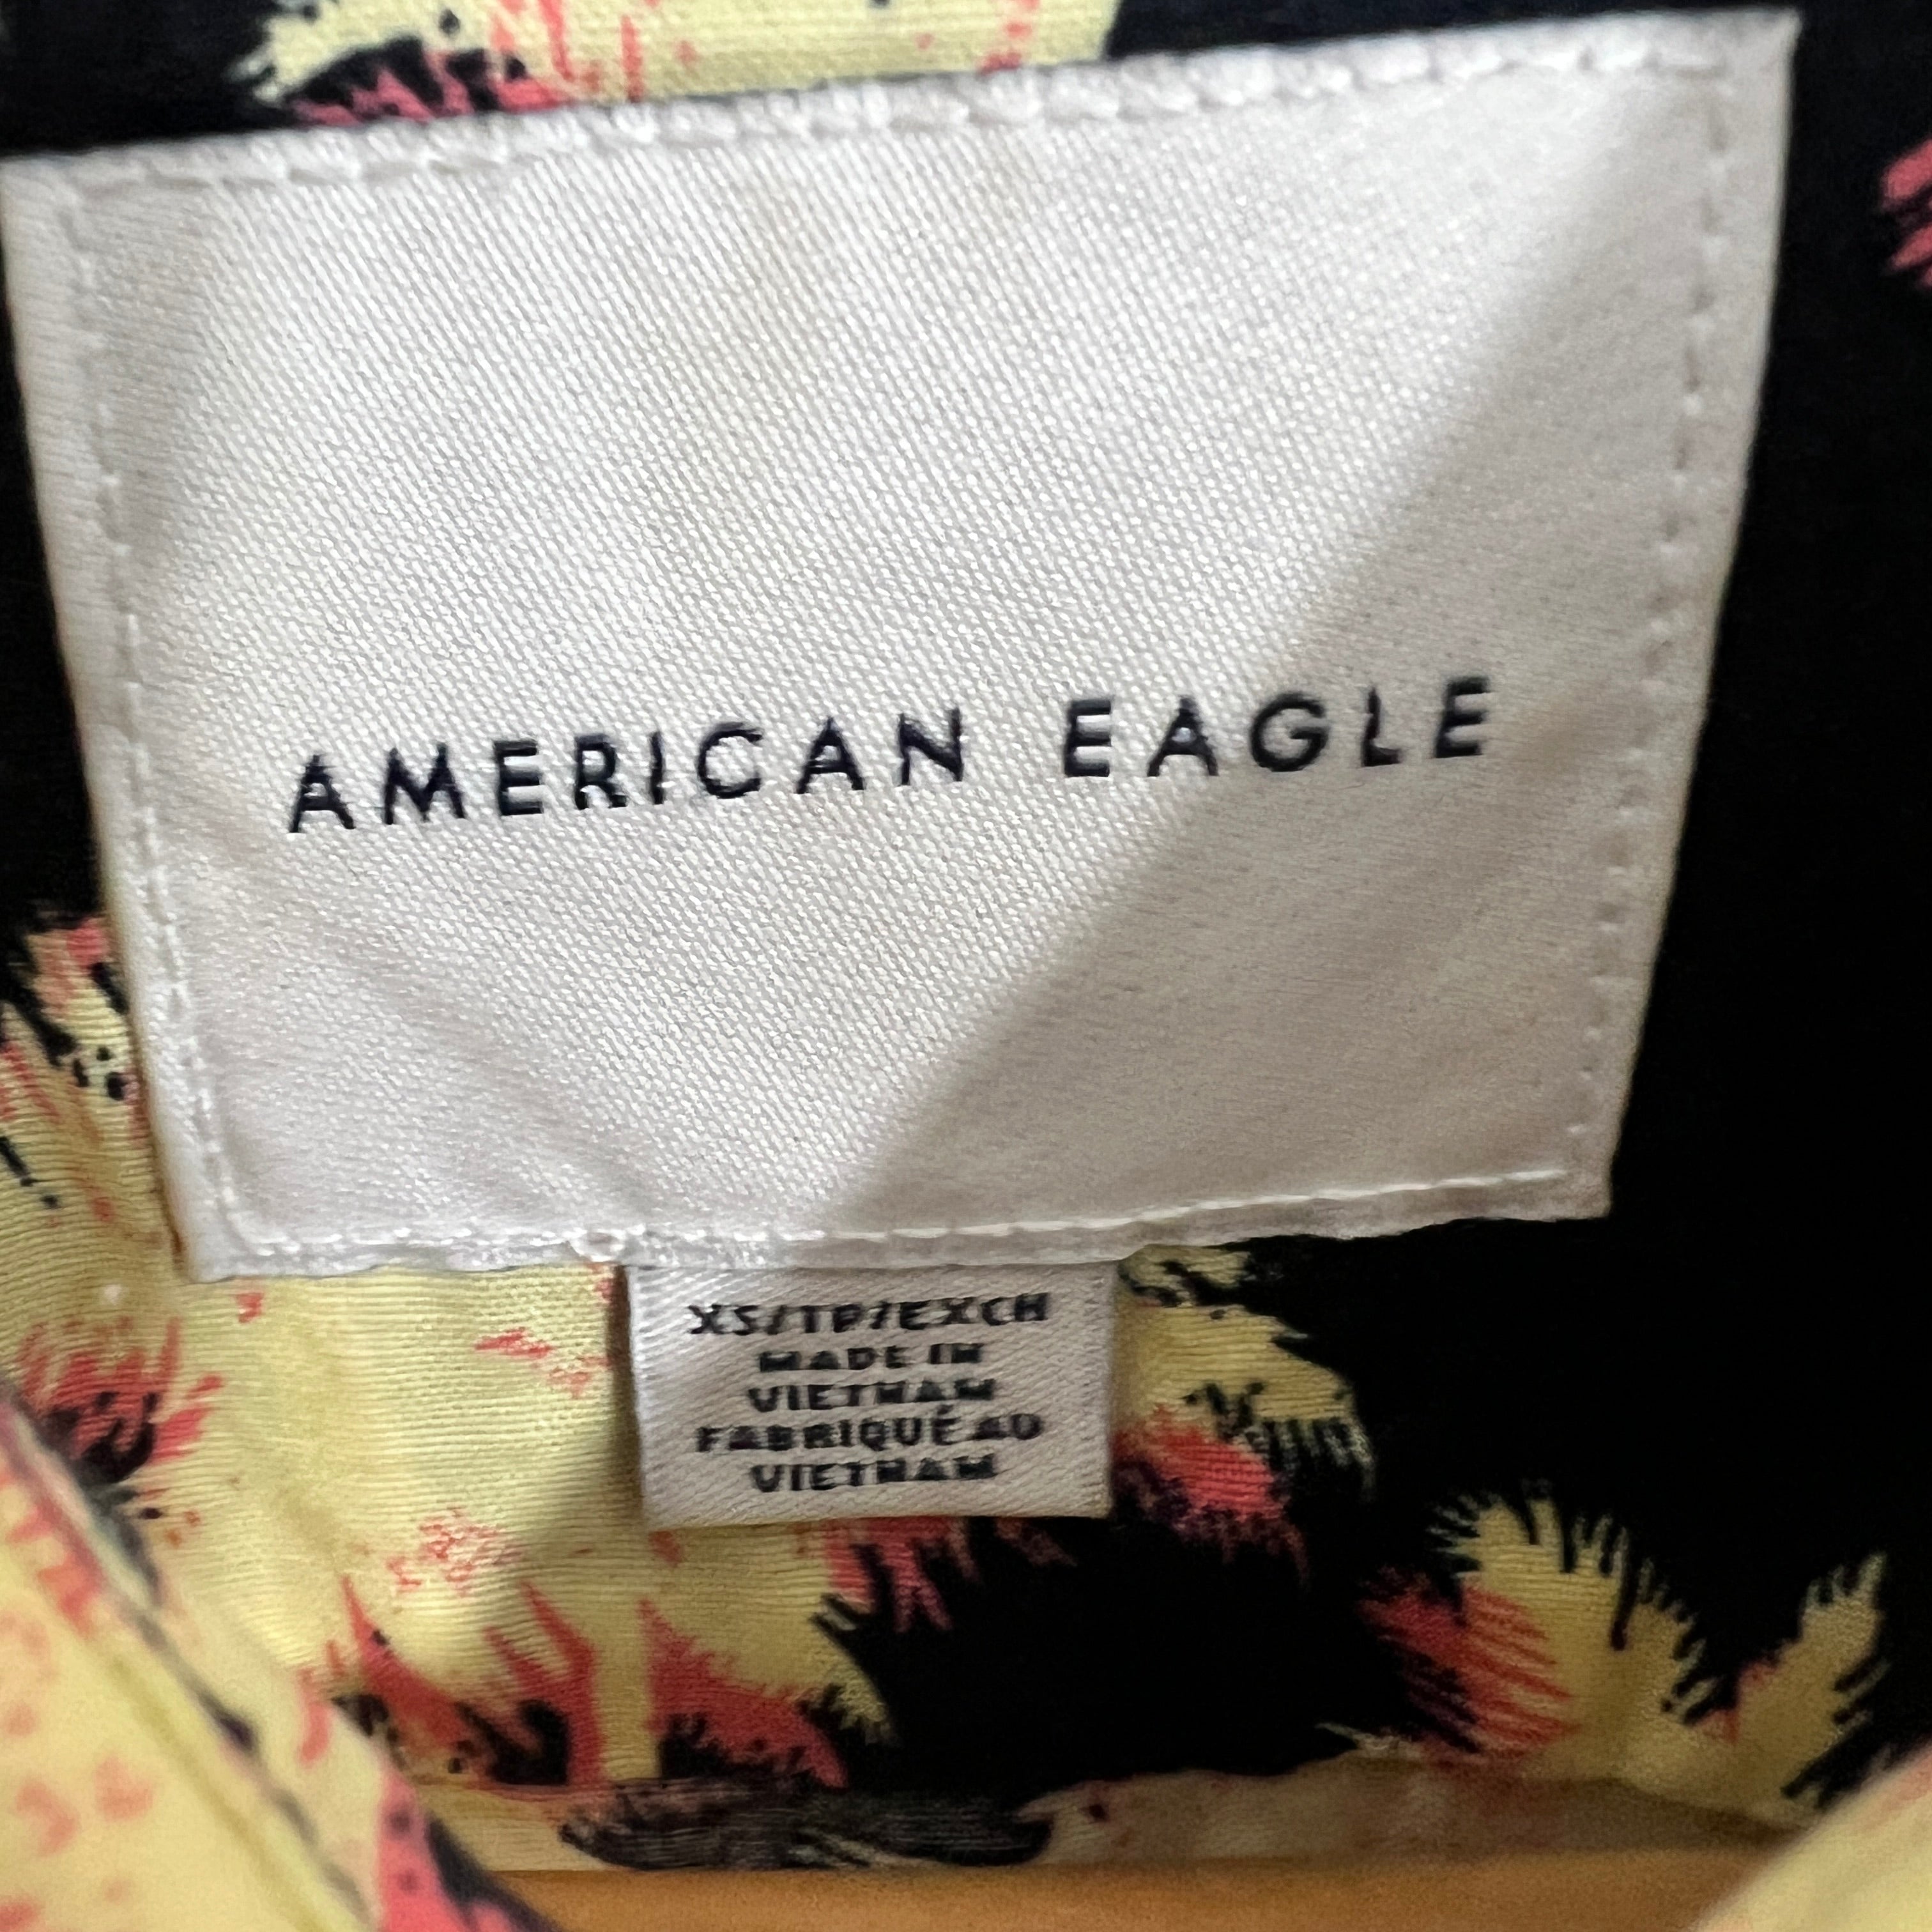 AMERICAN EAGLE
XS/TP/EXCH
MADE IN
VIETNAM
FABRIQUÉ AU
VIETNAM